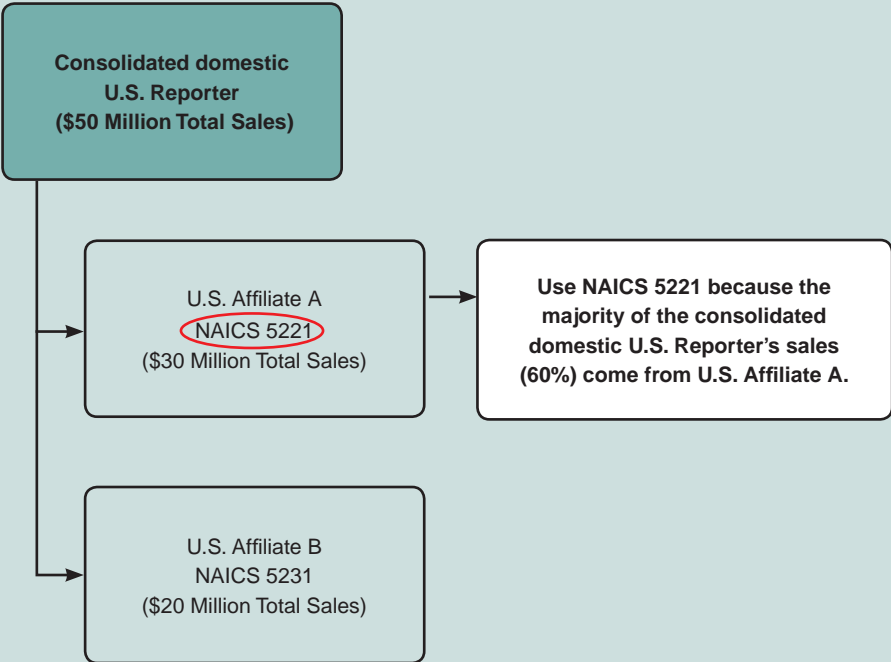 Consolidated domestic
U.S. Reporter
($50 Million Total Sales)
U.S. Affiliate A
NAICS 5221
($30 Million Total Sales)
Use NAICS 5221 because the
majority of the consolidated
domestic U.S. Reporter’s sales
(60%) come from U.S. Affiliate A.
U.S. Affiliate B
NAICS 5231
($20 Million Total Sales)